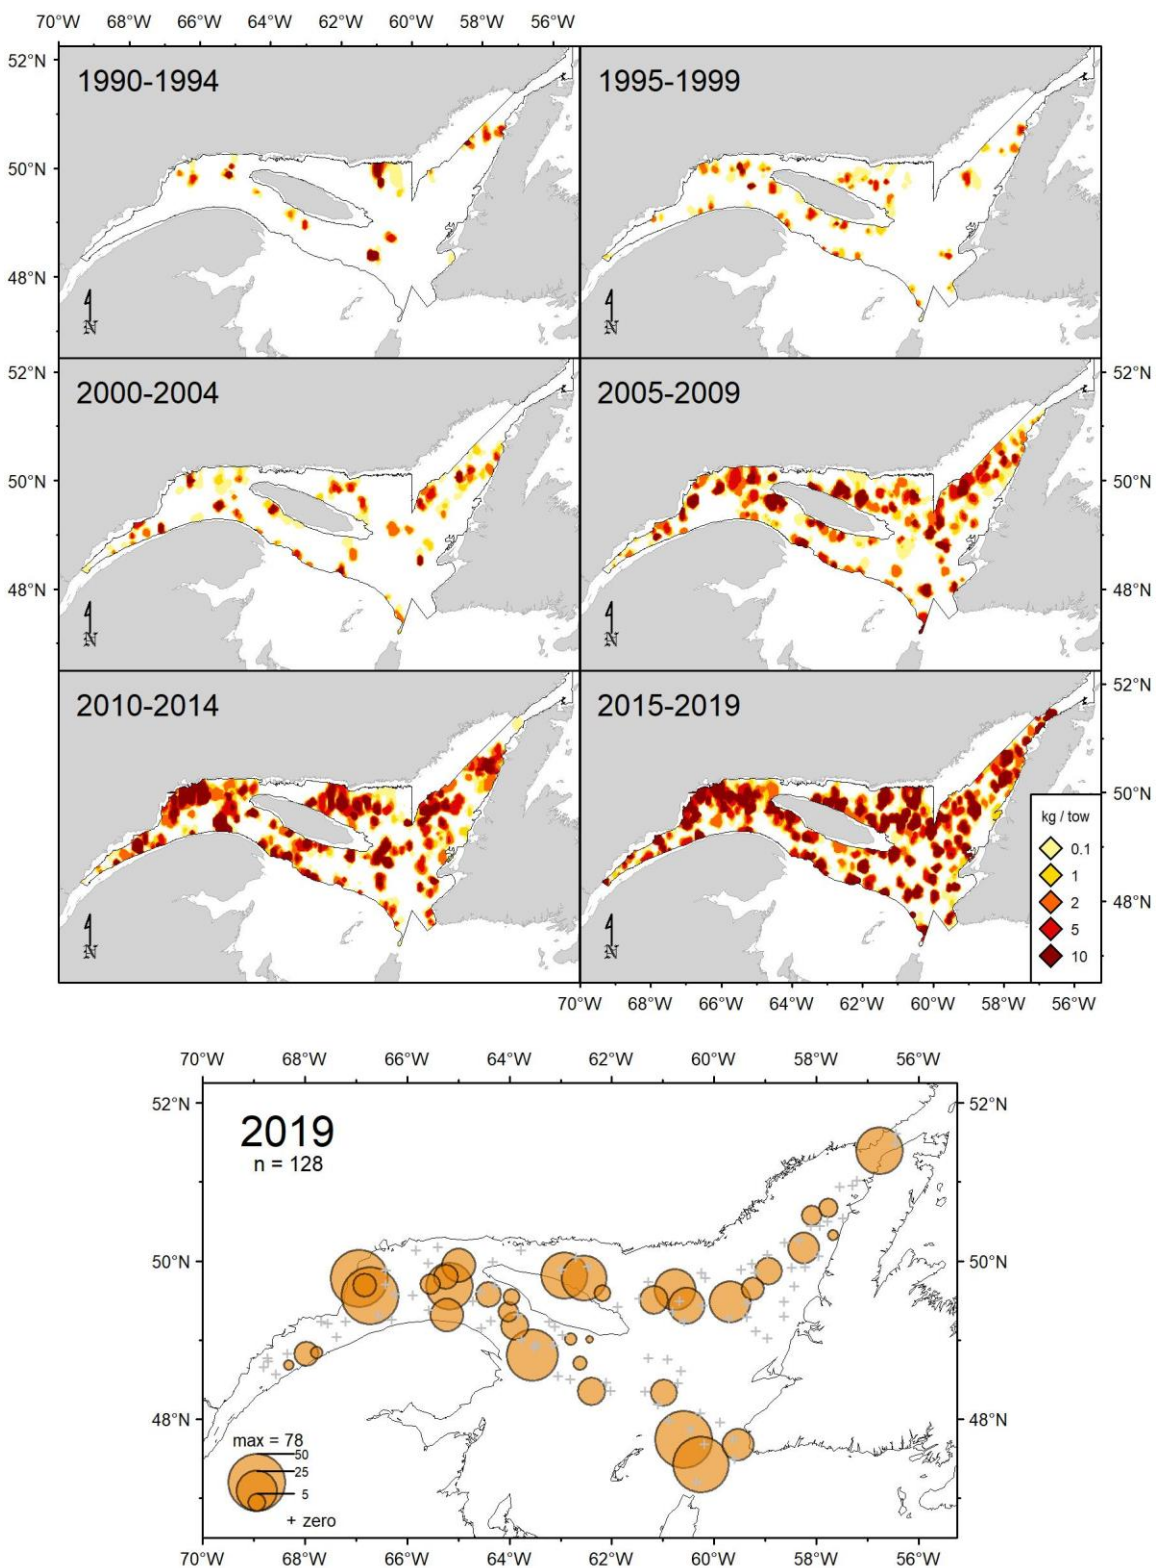 70°W 68°W 66°W 64°W 62°W 60°W 58°W 56°W
52°N
1990-1994
1995-1999
50°N
48°N
N
N
52°N
52°N
2000-2004
2005-2009
50°N
50°N
48°N
48°N
N
N
52°N
2010-2014
2015-2019
50°N
kg / tow
0.1
1
2
48°N
5
10
N
N
70°W 68°W 66°W 64°W 62°W 60°W 58°W 56°W
70°W 68°W 66°W 64°W 62°W 60°W 58°W 56°W
52°N
52°N
2019
n = 128
50°N
50°N
48°N
48°N
max = 78
50
25
5
+ zero
70°W 68°W 66°W 64°W 62°W 60°W 58°W 56°W